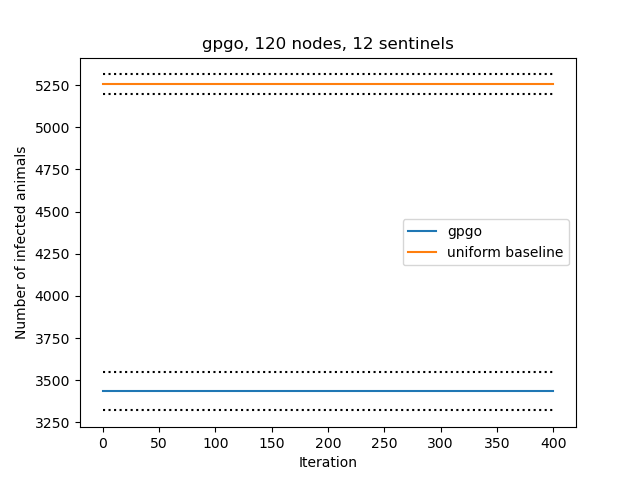 gpgo, 120 nodes, 12 sentinels
Number of infected animals
5250
5000
4750
4500
4250
4000
3750
3500
3250
gpgo
uniform baseline
0 50 100 150 200 250 300 350 400
Iteration